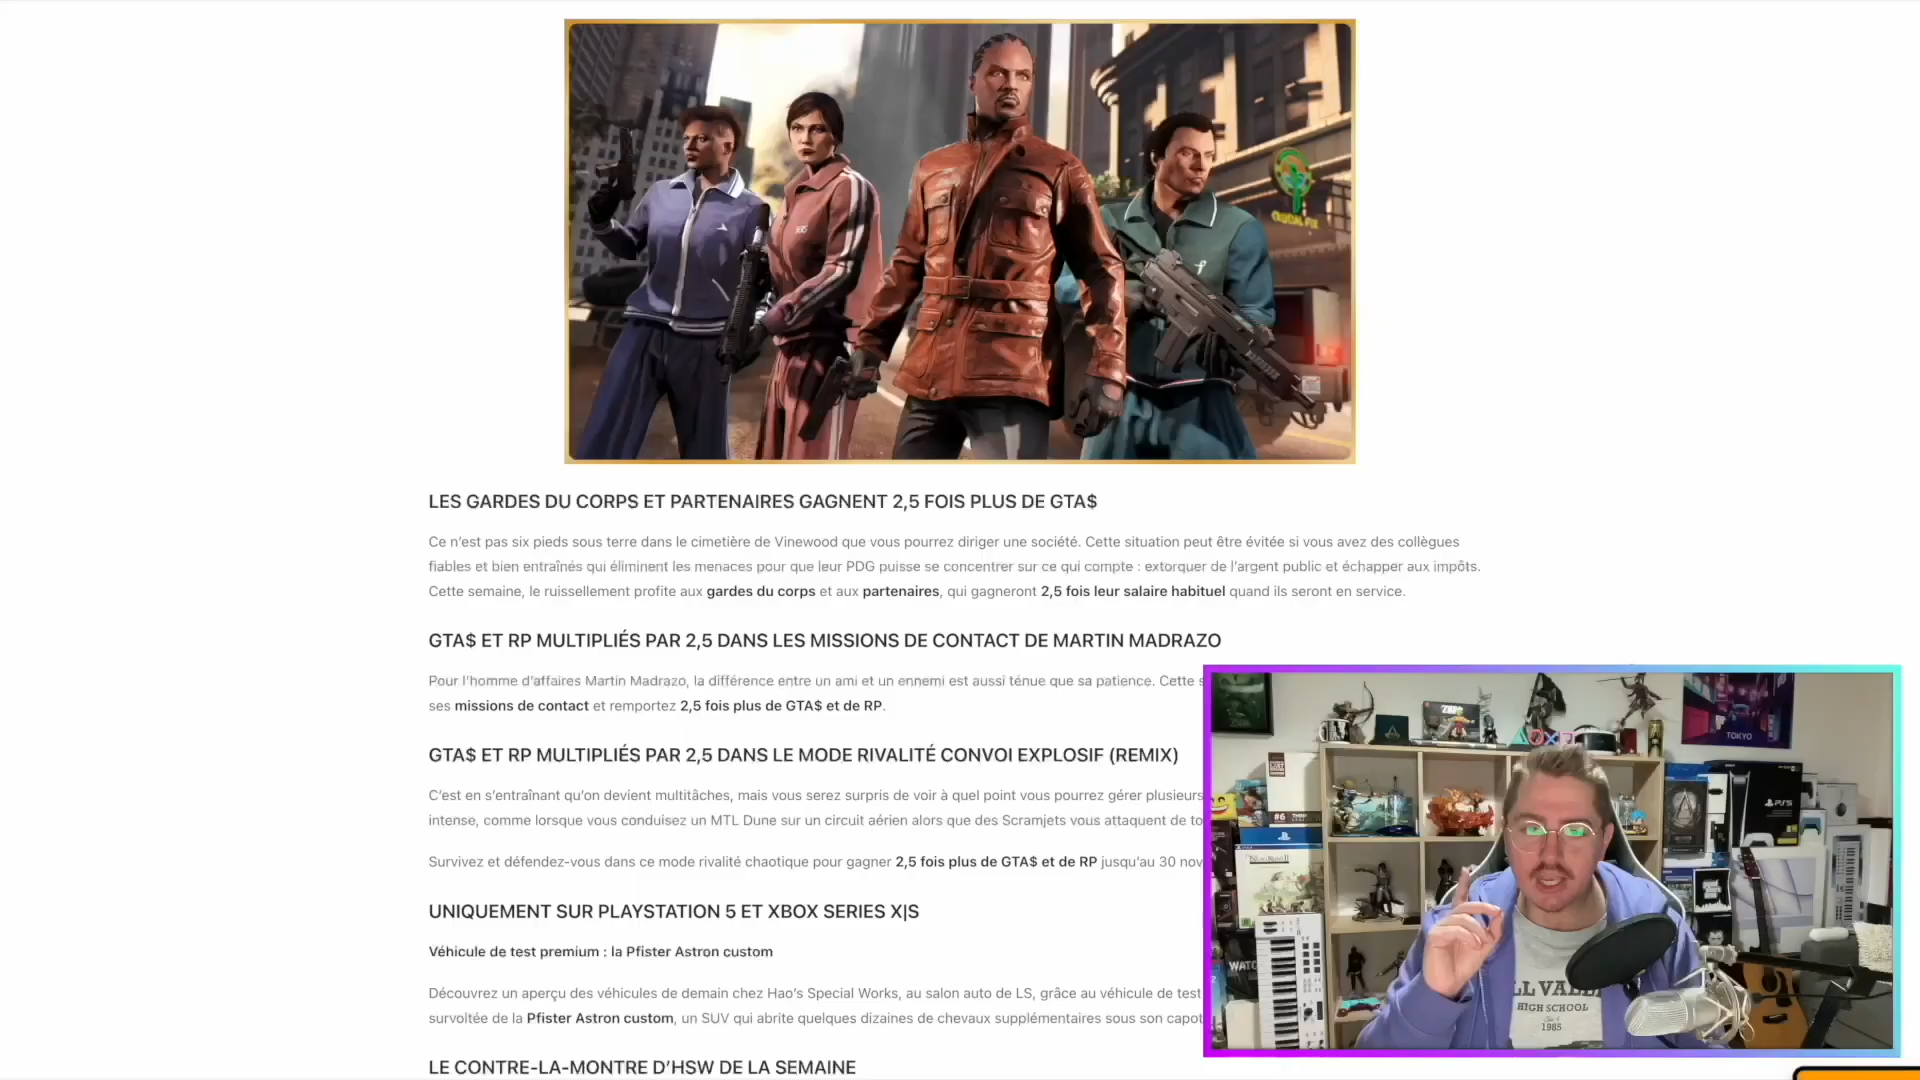 LES GARDES DU CORPS ET PARTENAIRES GAGNENT 2,5 FOIS PLUS DE GTA$
Ce n'est pas six pieds sous terre dans le cimetière de Vinewood que vous pourrez diriger une société. Cette situation peut être évitée si vous avez des collègues
fiables et bien entraînés qui éliminent les menaces pour que leur PDG puisse se concentrer sur ce qui compte : extorquer de l'argent public et échapper aux impôts.
Cette semaine, le ruissellement profite aux gardes du corps et aux partenaires, qui gagneront 2,5 fois leur salaire habituel quand ils seront en service.
GTA$ ET RP MULTIPLIÉS PAR 2,5 DANS LES MISSIONS DE CONTACT DE MARTIN MADRAZO
Pour l'homme d'affaires Martin Madrazo, la différence entre un ami et un ennemi est aussi ténue que sa patience. Cette s
ses missions de contact et remportez 2,5 fois plus de GTA$ et de RP.
GTA$ ET RP MULTIPLIÉS PAR 2,5 DANS LE MODE RIVALITÉ CONVOI EXPLOSIF (REMIX)
C'est en s'entraînant qu'on devient multitâches, mais vous serez surpris de voir à quel point vous pourrez gérer plusieurs
intense, comme lorsque vous conduisez un MTL Dune sur un circuit aérien alors que des Scramjets vous attaquent de to
Survivez et défendez-vous dans ce mode rivalité chaotique pour gagner 2,5 fois plus de GTA$ et de RP jusqu'au 30 nov
UNIQUEMENT SUR PLAYSTATION 5 ET XBOX SERIES X|S
Véhicule de test premium : la Pfister Astron custom
Découvrez un aperçu des véhicules de demain chez Hao's Special Works, au salon auto de LS, grâce au véhicule de test
survoltée de la Pfister Astron custom, un SUV qui abrite quelques dizaines de chevaux supplémentaires sous son capot
LE CONTRE-LA-MONTRE D'HSW DE LA SEMAINE
TOKYO
PS5
#6
WATC
LL VALL
HIGH SCHOOL
1985